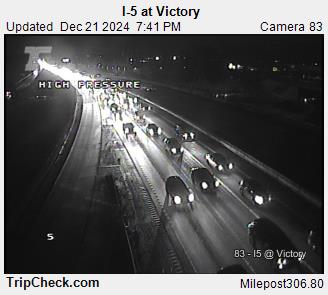 I-5 at Victory
Updated Dec 21 2024 7:41 PM Camera 83
HIGH PRESSURE
S
83 - I5 @ Victory
TripCheck.com Milepost306.80